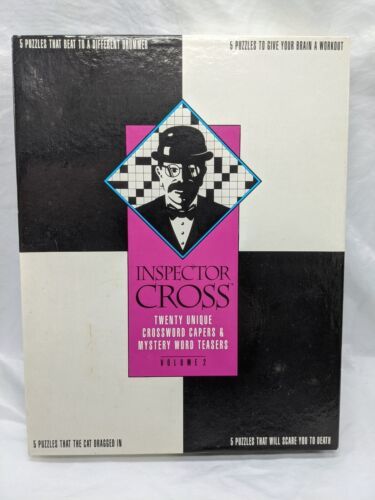 5 PUZZLES THAT BEAT TO A DIFFERENT DRUMMER
5 PUZZLES TO GIVE YOUR BRAIN A WORKOUT
INSPECTOR
CROSS™
TWENTY UNIQUE
CROSSWORD CAPERS &
MYSTERY WORD TEASERS
VOLUME 2
5 PUZZLES THAT THE CAT DRAGGED IN
5 PUZZLES THAT WILL SCARE YOU TO DEATH